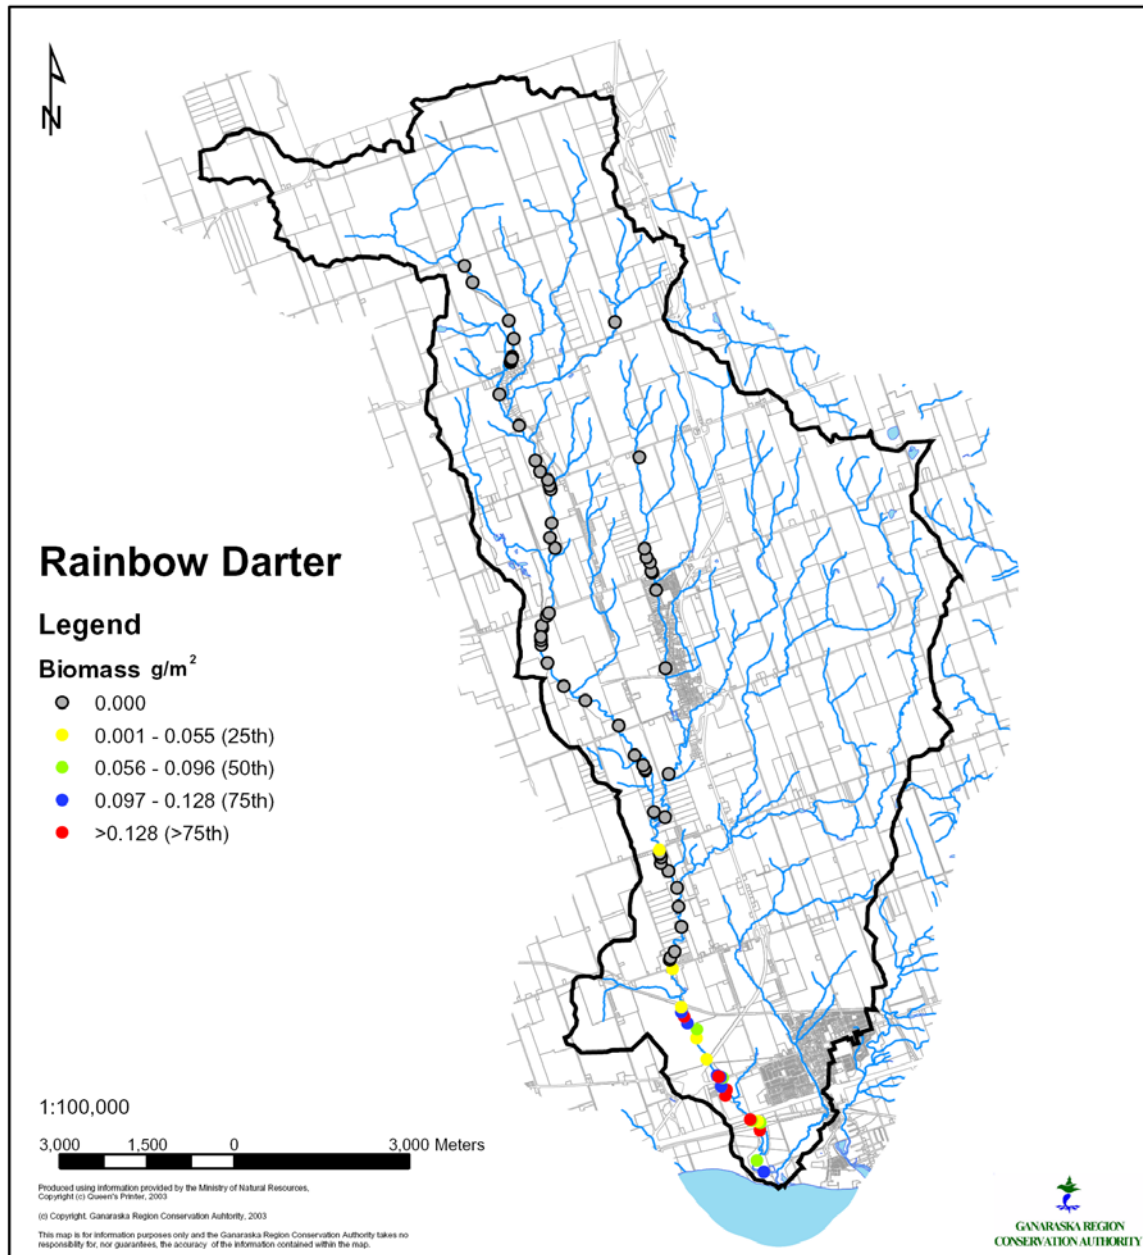 N
Rainbow Darter
Legend
Biomass g/m²
0.000
0.001 - 0.055 (25th)
0.056 - 0.096 (50th)
0.097 - 0.128 (75th)
>0.128 (>75th)
1:100,000
3,000 1,500 0 3,000 Meters
Produced using information provided by the Ministry of Natural Resources,
Copyright (c) Queen's Printer, 2003
(c) Copyright, Ganaraska Region Conservation Auhtority, 2003
This map is for information purposes only and the Ganaraska Region Conservation Authority takes no
responsibility for, nor guarantees, the accuracy of the information contained within the map.
GANARASKA REGION
CONSERVATION AUTHORITY